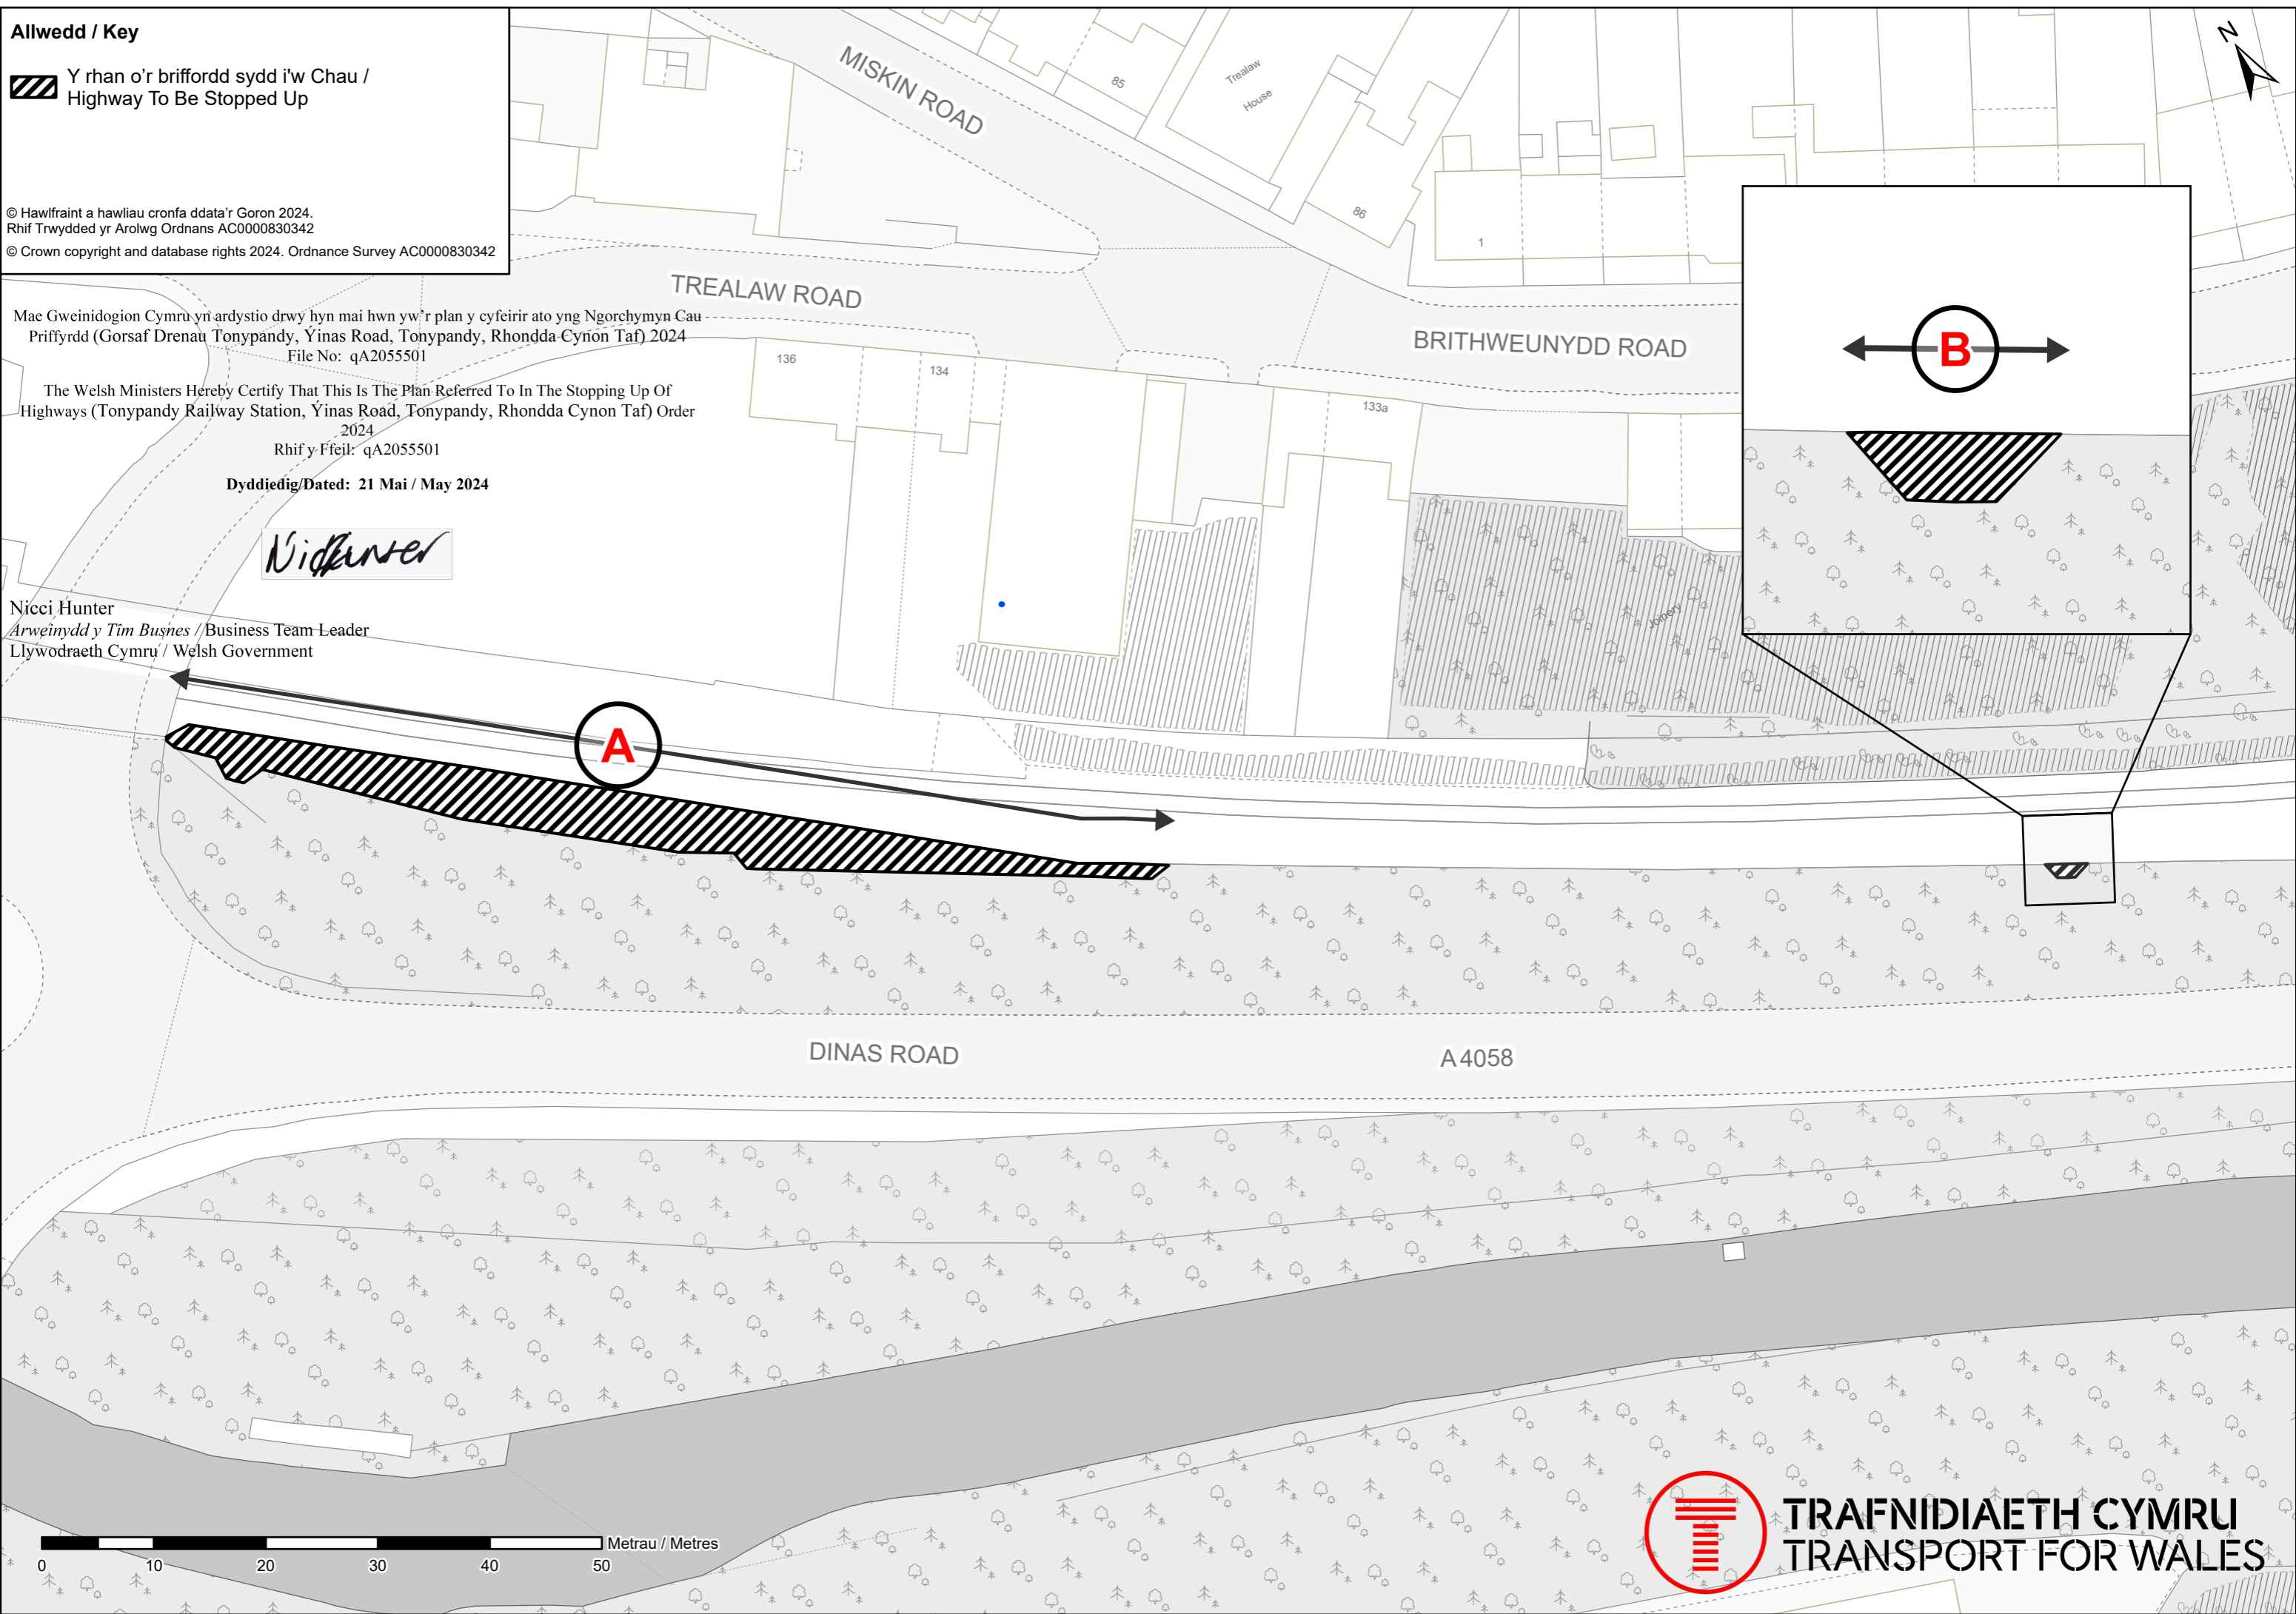 Allwedd / Key
Y rhan o'r briffordd sydd i'w Chau /
Highway To Be Stopped Up
© Hawlfraint a hawliau cronfa ddata'r Goron 2024.
Rhif Trwydded yr Arolwg Ordnans AC0000830342
© Crown copyright and database rights 2024. Ordnance Survey AC0000830342
MISKIN ROAD
85
Trealaw
House
86
1
N
TREALAW ROAD
BRITHWEUNYDD ROAD
Mae Gweinidogion Cymru yn ardystio drwy hyn mai hwn yw'r plan y cyfeirir ato yng Ngorchymyn Cau
Priffyrdd (Gorsaf Drenau Tonypandy, Ynnas Road, Tonypandy, Rhondda Cynon Taf) 2024
File No: qA2055501
The Welsh Ministers Hereby Certify That This Is The Plan Referred To In The Stopping Up Of
Highways (Tonypandy Railway Station, Ynnas Road, Tonypandy, Rhondda Cynon Taf) Order
2024
Rhif y Ffeil: qA2055501
Dyddiedig/Dated: 21 Mai / May 2024
Nicci Hunter
Arweinydd y Tîm Busnes / Business Team Leader
Llywodraeth Cymru / Welsh Government
136
134
133a
Joinery
B
A
DINAS ROAD
A 4058
0 10 20 30 40 50 Metrau / Metres
TRAFNIDIAETH CYMRU
TRANSPORT FOR WALES